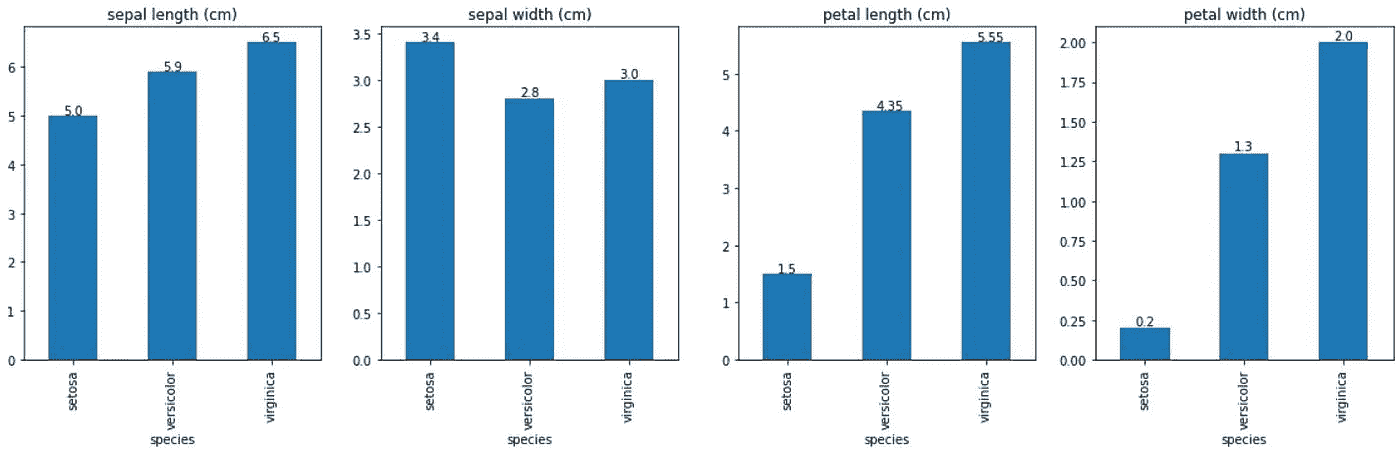 sepal length (cm)
6
5
4
3
2
1
0
5.0
5.9
6.5
setosa
versicolor
virginica
species
sepal width (cm)
3.5
3.0
2.5
2.0
1.5
1.0
0.5
0.0
3.4
2.8
3.0
setosa
versicolor
virginica
species
petal length (cm)
5
4
3
2
1
0
1.5
4.35
5.55
setosa
versicolor
virginica
species
petal width (cm)
2.00
1.75
1.50
1.25
1.00
0.75
0.50
0.25
0.00
0.2
1.3
2.0
setosa
versicolor
virginica
species